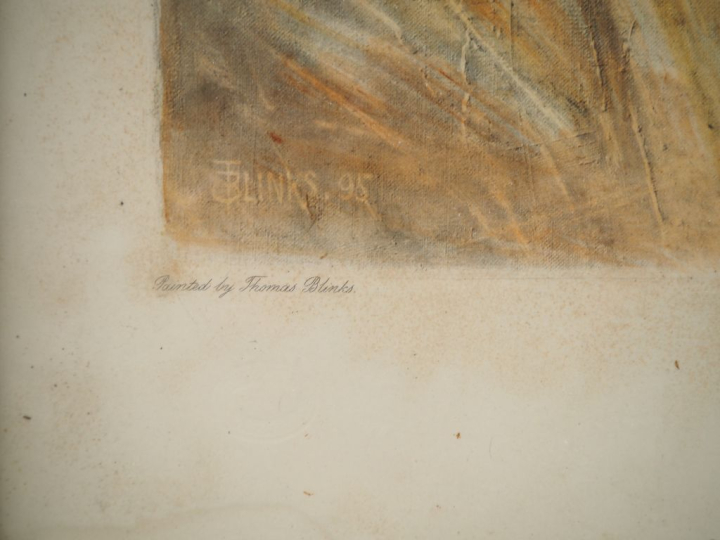 TBLINKS. 95
Painted by Thomas Blinks.